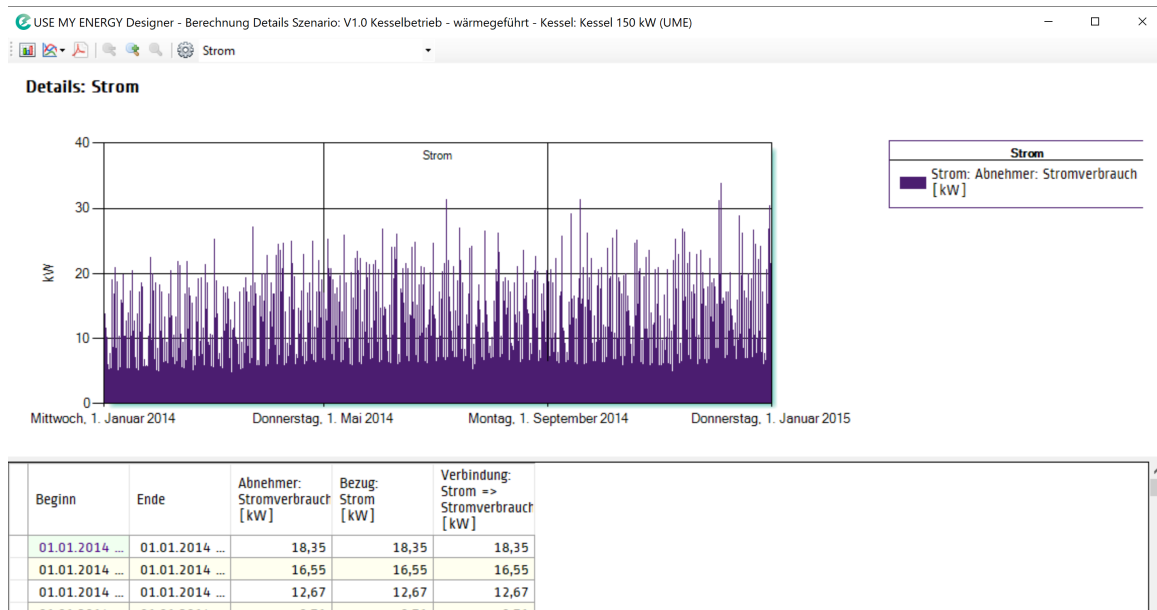 USE MY ENERGY Designer - Berechnung Details Szenario: V1.0 Kesselbetrieb - wärmegeführt - Kessel: Kessel 150 kW (UME)
Strom
Details: Strom
Strom
40
30
20
10
0
kW
Mittwoch, 1. Januar 2014
Donnerstag, 1. Mai 2014
Montag, 1. September 2014
Donnerstag, 1. Januar 2015
Strom
Strom: Abnehmer: Stromverbrauch
[kW]
Beginn
Ende
Abnehmer:
Stromverbrauch
[kW]
Bezug:
Strom
[kW]
Verbindung:
Strom =>
Stromverbrauch
[kW]
01.01.2014 ... 01.01.2014 ... 18,35 18,35 18,35
01.01.2014 ... 01.01.2014 ... 16,55 16,55 16,55
01.01.2014 ... 01.01.2014 ... 12,67 12,67 12,67